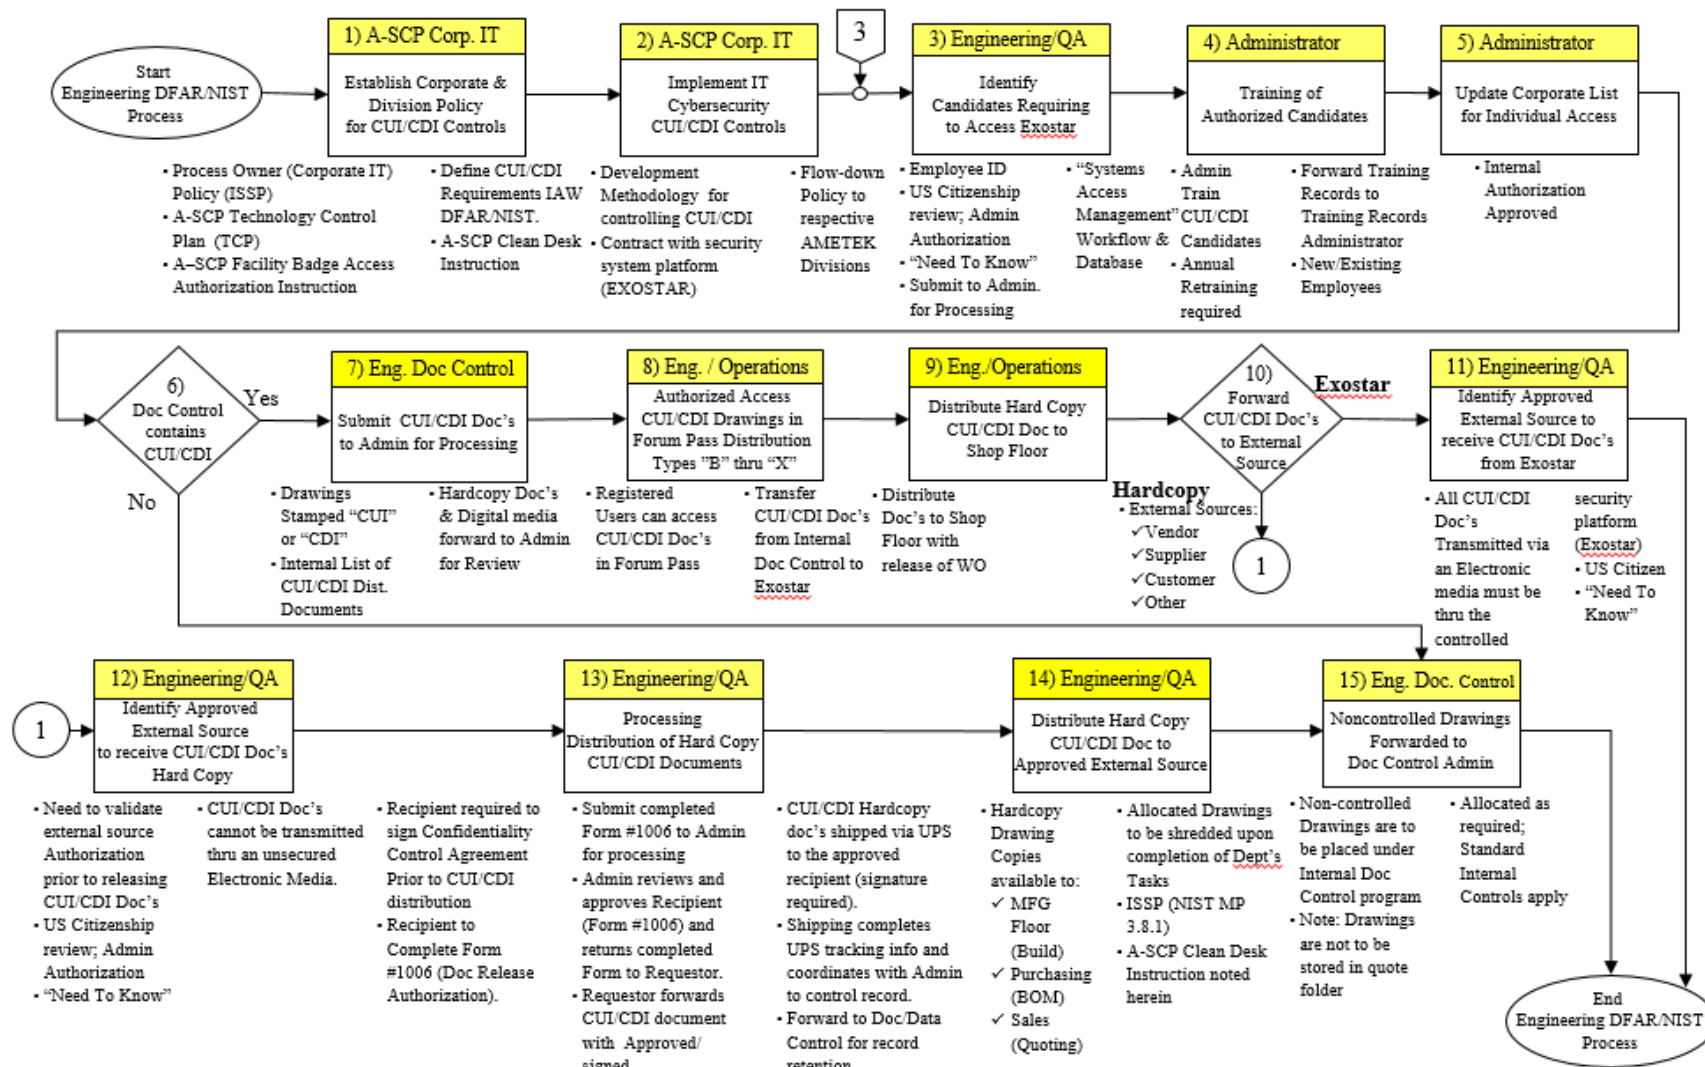 Start
Engineering DFAR/NIST
Process
1) A-SCP Corp. IT
Establish Corporate &
Division Policy
for CUI/CDI Controls
▪ Process Owner (Corporate IT)
Policy (ISSP)
▪ A-SCP Technology Control
Plan (TCP)
▪ A–SCP Facility Badge Access
Authorization Instruction
▪ Define CUI/CDI
Requirements IAW
DFAR/NIST.
▪ A-SCP Clean Desk
Instruction
2) A-SCP Corp. IT
Implement IT
Cybersecurity
CUI/CDI Controls
▪ Development
Methodology for
controlling CUI/CDI
▪ Contract with security
system platform
(EXOSTAR)
▪ Flow-down
Policy to
respective
AMETEK
Divisions
3
3) Engineering/QA
Identify
Candidates Requiring
to Access Exostar
▪ Employee ID
▪ US Citizenship
review; Admin
Authorization
▪ “Need To Know”
▪ Submit to Admin.
for Processing
▪ “Systems
Access
Management”
Workflow &
Database
4) Administrator
Training of
Authorized Candidates
▪ Admin
Train
CUI/CDI
Candidates
▪ Annual
Retraining
required
▪ Forward Training
Records to
Training Records
Administrator
▪ New/Existing
Employees
5) Administrator
Update Corporate List
for Individual Access
▪ Internal
Authorization
Approved
6)
Doc Control
contains
CUI/CDI
Yes
No
7) Eng. Doc Control
Submit CUI/CDI Doc’s
to Admin for Processing
▪ Drawings
Stamped “CUI”
or “CDI”
▪ Internal List of
CUI/CDI Dist.
Documents
▪ Hardcopy Doc’s
& Digital media
forward to Admin
for Review
8) Eng. / Operations
Authorized Access
CUI/CDI Drawings in
Forum Pass Distribution
Types ”B” thru “X”
▪ Registered
Users can access
CUI/CDI Doc’s
in Forum Pass
▪ Transfer
CUI/CDI Doc’s
from Internal
Doc Control to
Exostar
9) Eng./Operations
Distribute Hard Copy
CUI/CDI Doc to
Shop Floor
▪ Distribute
Doc’s to Shop
Floor with
release of WO
10)
Forward
CUI/CDI Doc’s
to External
Source
Exostar
Hardcopy
▪ External Sources:
✓Vendor
✓Supplier
✓Customer
✓Other
1
11) Engineering/QA
Identify Approved
External Source to
receive CUI/CDI Doc’s
from Exostar
▪ All CUI/CDI
Doc’s
Transmitted via
an Electronic
media must be
thru the
controlled
security
platform
(Exostar)
▪ US Citizen
▪ “Need To
Know”
1
12) Engineering/QA
Identify Approved
External Source
to receive CUI/CDI Doc’s
Hard Copy
▪ Need to validate
external source
Authorization
prior to releasing
CUI/CDI Doc’s
▪ US Citizenship
review; Admin
Authorization
▪ “Need To Know”
▪ CUI/CDI Doc’s
cannot be transmitted
thru an unsecured
Electronic Media.
▪ Recipient required to
sign Confidentiality
Control Agreement
Prior to CUI/CDI
distribution
▪ Recipient to
Complete Form
#1006 (Doc Release
Authorization).
13) Engineering/QA
Processing
Distribution of Hard Copy
CUI/CDI Documents
▪ Submit completed
Form #1006 to Admin
for processing
▪ Admin reviews and
approves Recipient
(Form #1006) and
returns completed
Form to Requestor.
▪ Requestor forwards
CUI/CDI document
with Approved/
signed
▪ CUI/CDI Hardcopy
doc’s shipped via UPS
to the approved
recipient (signature
required).
▪ Shipping completes
UPS tracking info and
coordinates with Admin
to control record.
▪ Forward to Doc/Data
Control for record
retention
14) Engineering/QA
Distribute Hard Copy
CUI/CDI Doc to
Approved External Source
▪ Hardcopy
Drawing
Copies
available to:
✓ MFG
Floor
(Build)
✓ Purchasing
(BOM)
✓ Sales
(Quoting)
▪ Allocated Drawings
to be shredded upon
completion of Dept’s
Tasks
▪ ISSP (NIST MP
3.8.1)
▪ A-SCP Clean Desk
Instruction noted
herein
15) Eng. Doc. Control
Noncontrolled Drawings
Forwarded to
Doc Control Admin
▪ Non-controlled
Drawings are to
be placed under
Internal Doc
Control program
▪ Note: Drawings
are not to be
stored in quote
folder
▪ Allocated as
required;
Standard
Internal
Controls apply
End
Engineering DFAR/NIST
Process